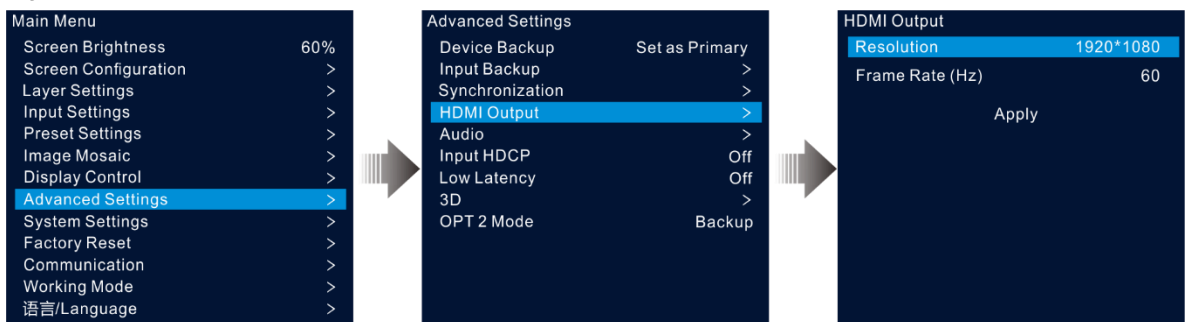 Main Menu
Screen Brightness 60%
Screen Configuration >
Layer Settings >
Input Settings >
Preset Settings >
Image Mosaic >
Display Control >
Advanced Settings >
System Settings >
Factory Reset >
Communication >
Working Mode >
语言/Language >
Advanced Settings
Device Backup Set as Primary
Input Backup >
Synchronization >
HDMI Output >
Audio >
Input HDCP Off
Low Latency Off
3D >
OPT 2 Mode Backup
HDMI Output
Resolution 1920*1080
Frame Rate (Hz) 60
Apply